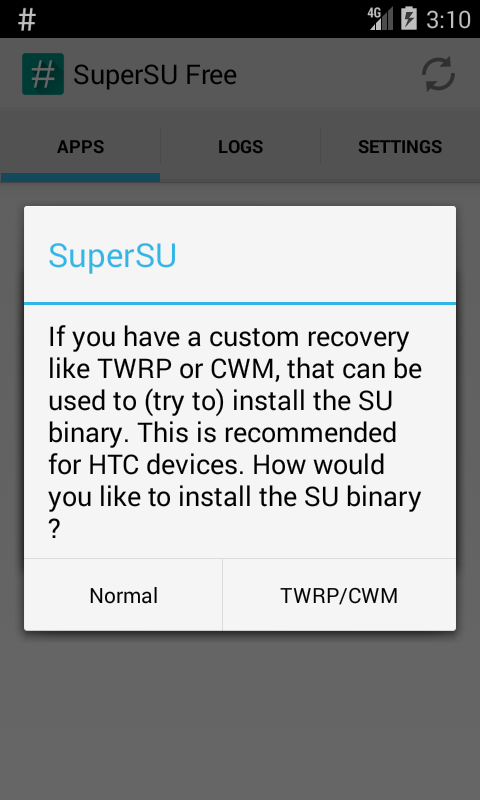 #
4G
3:10
#
SuperSU Free
APPS
LOGS
SETTINGS
SuperSU
If you have a custom recovery
like TWRP or CWM, that can be
used to (try to) install the SU
binary. This is recommended
for HTC devices. How would
you like to install the SU binary
?
Normal
TWRP/CWM